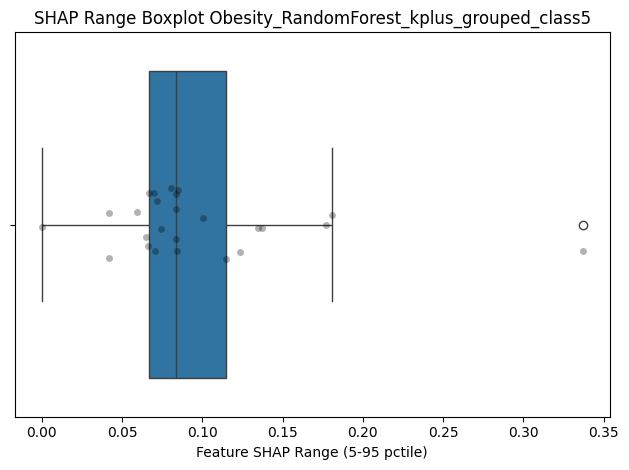 SHAP Range Boxplot Obesity_RandomForest_kplus_grouped_class5
0.00 0.05 0.10 0.15 0.20 0.25 0.30 0.35
Feature SHAP Range (5-95 pctile)